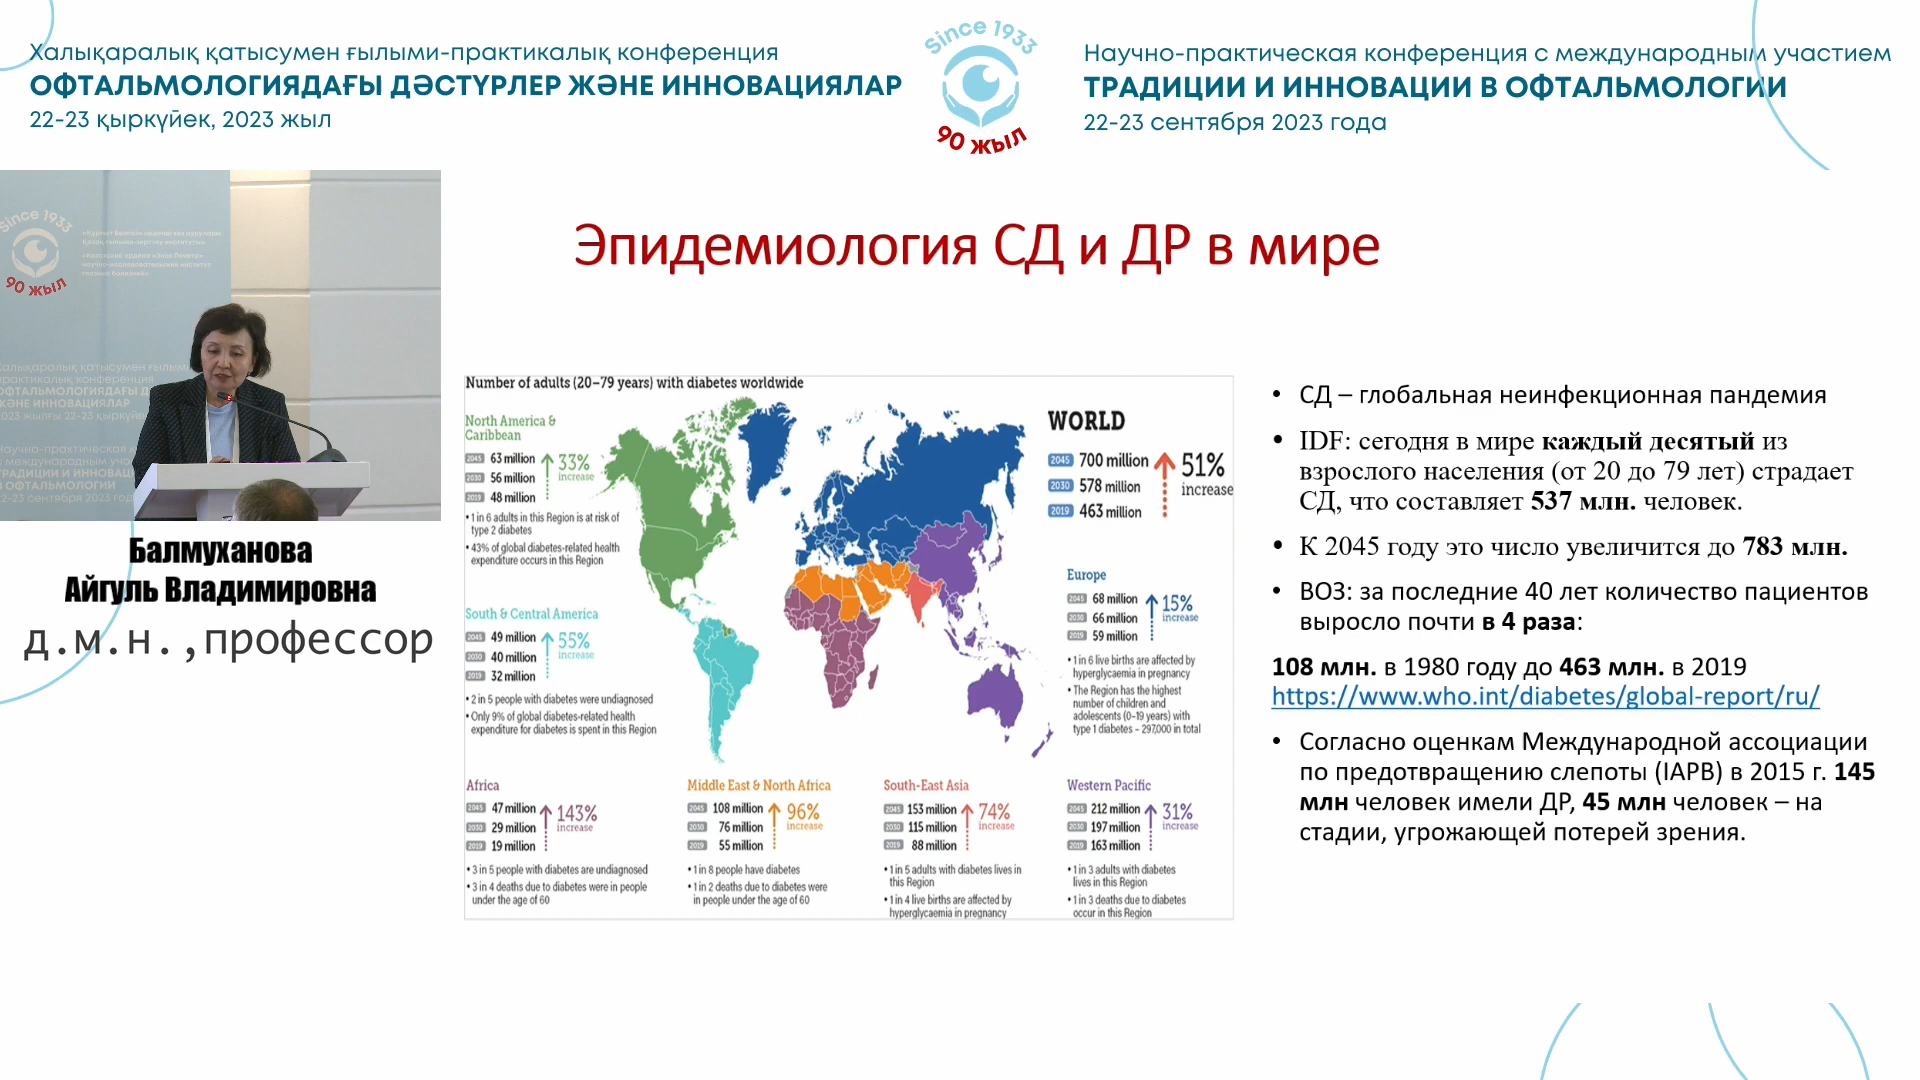 Халықаралық қатысумен ғылыми-практикалық конференция
ОФТАЛЬМОЛОГИЯДАҒЫ ДӘСТҮРЛЕР ЖӘНЕ ИННОВАЦИЯЛАР
22-23 қыркүйек, 2023 жыл
Since 1933
90 жыл
Научно-практическая конференция с международным участием
ТРАДИЦИИ И ИННОВАЦИИ В ОФТАЛЬМОЛОГИИ
22-23 сентября 2023 года
Since 1933
90 жыл
Балмуханова
Айгуль Владимировна
д.м.н.,профессор
Эпидемиология СД и ДР в мире
Number of adults (20–79 years) with diabetes worldwide
North America &
Caribbean
2045 63 million
2030 56 million
2019 48 million
33%
increase
• 1 in 6 adults in this Region is at risk of
type 2 diabetes
• 43% of global diabetes-related health
expenditure occurs in this Region
South & Central America
2045 49 million
2030 40 million
2019 32 million
55%
increase
• 2 in 5 people with diabetes were undiagnosed
• Only 9% of global diabetes-related health
expenditure for diabetes is spent in this Region
WORLD
2045 700 million
2030 578 million
2019 463 million
51%
increase
Europe
2045 68 million
2030 66 million
2019 59 million
15%
increase
• 1 in 6 live births are affected by
hyperglycaemia in pregnancy
• The Region has the highest
number of children and
adolescents (0–19 years) with
type 1 diabetes – 297,000 in total
Africa
2045 47 million
2030 29 million
2019 19 million
143%
increase
• 3 in 5 people with diabetes are undiagnosed
• 3 in 4 deaths due to diabetes were in people
under the age of 60
Middle East & North Africa
2045 108 million
2030 76 million
2019 55 million
96%
increase
• 1 in 8 people have diabetes
• 1 in 2 deaths due to diabetes were
in people under the age of 60
South-East Asia
2045 153 million
2030 115 million
2019 88 million
74%
increase
• 1 in 5 adults with diabetes lives in
this Region
• 1 in 4 live births are affected by
hyperglycaemia in pregnancy
Western Pacific
2045 212 million
2030 197 million
2019 163 million
31%
increase
• 1 in 3 adults with diabetes
lives in this Region
• 1 in 3 deaths due to diabetes
occur in this Region
• СД – глобальная неинфекционная пандемия
• IDF: сегодня в мире каждый десятый из
взрослого населения (от 20 до 79 лет) страдает
СД, что составляет 537 млн. человек.
• К 2045 году это число увеличится до 783 млн.
• ВОЗ: за последние 40 лет количество пациентов
выросло почти в 4 раза:
108 млн. в 1980 году до 463 млн. в 2019
https://www.who.int/diabetes/global-report/ru/
• Согласно оценкам Международной ассоциации
по предотвращению слепоты (IAPB) в 2015 г. 145
млн человек имели ДР, 45 млн человек – на
стадии, угрожающей потерей зрения.